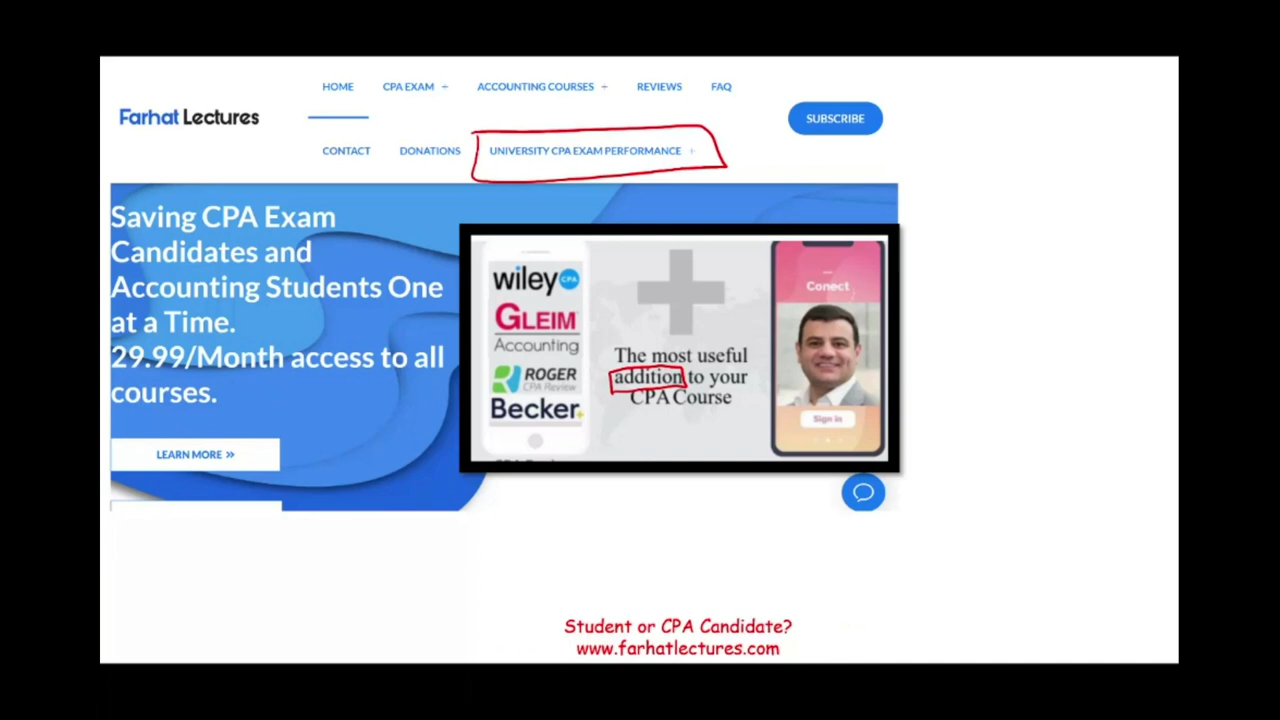 HOME CPA EXAM + ACCOUNTING COURSES + REVIEWS FAQ
Farhat Lectures
SUBSCRIBE
CONTACT DONATIONS UNIVERSITY CPA EXAM PERFORMANCE +
Saving CPA Exam
Candidates and
Accounting Students One
at a Time.
29.99/Month access to all
courses.
LEARN MORE »
wiley CPA
GLEIM
Accounting
ROGER
CPA Review
Becker
The most useful
addition to your
CPA Course
Conect
Sign in
Student or CPA Candidate?
www.farhatlectures.com